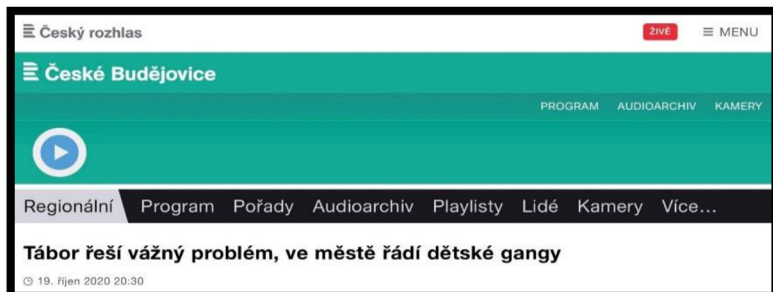 Český rozhlas ŽIVĚ MENU
České Budějovice
PROGRAM AUDIOARCHIV KAMERY
Regionální Program Pořady Audioarchiv Playlisty Lidé Kamery Více...
Tábor řeší vážný problém, ve městě řádí dětské gangy
19. říjen 2020 20:30